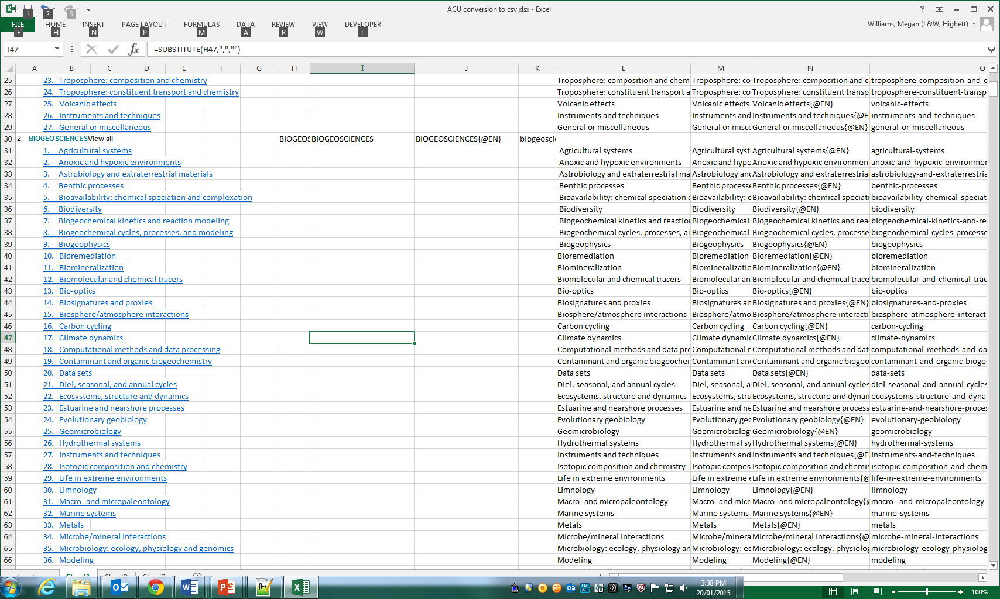 AGU conversion to csv.xlsx - Excel
1 2 3
FILE HOME INSERT PAGE LAYOUT FORMULAS DATA REVIEW VIEW DEVELOPER
Williams, Megan (L&W, Highett)
F H N P M A R W L
I47 fx =SUBSTITUTE(H47,",","")
A B C D E F G H I J K L M N O
25 23. Troposphere: composition and chemistry Troposphere: composition and chem Troposphere: co Troposphere: composition and cl troposphere-composition-and-c
26 24. Troposphere: constituent transport and chemistry Troposphere: constituent transport a Troposphere: co Troposphere: constituent transp troposphere-constituent-transp
27 25. Volcanic effects Volcanic effects Volcanic effects Volcanic effects{@EN} volcanic-effects
28 26. Instruments and techniques Instruments and techniques Instruments and Instruments and techniques{@E instruments-and-techniques
29 27. General or miscellaneous General or miscellaneous General or misce General or miscellaneous{@EN} general-or-miscellaneous
30 2. BIOGEOSCIENCESView all BIOGEOS BIOGEOSCIENCES BIOGEOSCIENCES{@EN} biogeosci
31 1. Agricultural systems Agricultural systems Agricultural syst Agricultural systems{@EN} agricultural-systems
32 2. Anoxic and hypoxic environments Anoxic and hypoxic environments Anoxic and hypo Anoxic and hypoxic environment anoxic-and-hypoxic-environmer
33 3. Astrobiology and extraterrestrial materials Astrobiology and extraterrestrial ma Astrobiology and Astrobiology and extraterrestrial astrobiology-and-extraterrestria
34 4. Benthic processes Benthic processes Benthic processe Benthic processes{@EN} benthic-processes
35 5. Bioavailability: chemical speciation and complexation Bioavailability: chemical speciation a Bioavailability: c Bioavailability: chemical speciati bioavailability-chemical-speciat
36 6. Biodiversity Biodiversity Biodiversity Biodiversity{@EN} biodiversity
37 7. Biogeochemical kinetics and reaction modeling Biogeochemical kinetics and reaction Biogeochemical Biogeochemical kinetics and rea biogeochemical-kinetics-and-re
38 8. Biogeochemical cycles, processes, and modeling Biogeochemical cycles, processes, ar Biogeochemical Biogeochemical cycles, processe biogeochemical-cycles-processe
39 9. Biogeophysics Biogeophysics Biogeophysics Biogeophysics{@EN} biogeophysics
40 10. Bioremediation Bioremediation Bioremediation Bioremediation{@EN} bioremediation
41 11. Biomineralization Biomineralization Biomineralizatic Biomineralization{@EN} biomineralization
42 12. Biomolecular and chemical tracers Biomolecular and chemical tracers Biomolecular an Biomolecular and chemical trace biomolecular-and-chemical-trac
43 13. Bio-optics Bio-optics Bio-optics Bio-optics{@EN} bio-optics
44 14. Biosignatures and proxies Biosignatures and proxies Biosignatures ar Biosignatures and proxies{@EN} biosignatures-and-proxies
45 15. Biosphere/atmosphere interactions Biosphere/atmosphere interactions Biosphere/atmo Biosphere/atmosphere interacti biosphere-atmosphere-interact
46 16. Carbon cycling Carbon cycling Carbon cycling Carbon cycling{@EN} carbon-cycling
47 17. Climate dynamics Climate dynamics Climate dynamic Climate dynamics{@EN} climate-dynamics
48 18. Computational methods and data processing Computational methods and data pro Computational r Computational methods and dat computational-methods-and-da
49 19. Contaminant and organic biogeochemistry Contaminant and organic biogeocher Contaminant an Contaminant and organic biogeo contaminant-and-organic-bioge
50 20. Data sets Data sets Data sets Data sets{@EN} data-sets
51 21. Diel, seasonal, and annual cycles Diel, seasonal, and annual cycles Diel, seasonal, a Diel, seasonal, and annual cycles diel-seasonal-and-annual-cycles
52 22. Ecosystems, structure and dynamics Ecosystems, structure and dynamics Ecosystems, stru Ecosystems, structure and dynan ecosystems-structure-and-dyna
53 23. Estuarine and nearshore processes Estuarine and nearshore processes Estuarine and ne Estuarine and nearshore process estuarine-and-nearshore-proces
54 24. Evolutionary geobiology Evolutionary geobiology Evolutionary geo Evolutionary geobiology{@EN} evolutionary-geobiology
55 25. Geomicrobiology Geomicrobiology Geomicrobiolog Geomicrobiology{@EN} geomicrobiology
56 26. Hydrothermal systems Hydrothermal systems Hydrothermal sy Hydrothermal systems{@EN} hydrothermal-systems
57 27. Instruments and techniques Instruments and techniques Instruments and Instruments and techniques{@E instruments-and-techniques
58 28. Isotopic composition and chemistry Isotopic composition and chemistry Isotopic compos Isotopic composition and chemis isotopic-composition-and-chem
59 29. Life in extreme environments Life in extreme environments Life in extreme Life in extreme environments{@ life-in-extreme-environments
60 30. Limnology Limnology Limnology Limnology{@EN} limnology
61 31. Macro- and micropaleontology Macro- and micropaleontology Macro- and micr Macro- and micropaleontology{@ macro--and-micropaleontology
62 32. Marine systems Marine systems Marine systems Marine systems{@EN} marine-systems
63 33. Metals Metals Metals Metals{@EN} metals
64 34. Microbe/mineral interactions Microbe/mineral interactions Microbe/minera Microbe/mineral interactions{@ microbe-mineral-interactions
65 35. Microbiology: ecology, physiology and genomics Microbiology: ecology, physiology an Microbiology: ec Microbiology: ecology, physiolog microbiology-ecology-physiolog
66 36. Modeling Modeling Modeling Modeling{@EN} modeling
3:38 PM
20/01/2015
100%